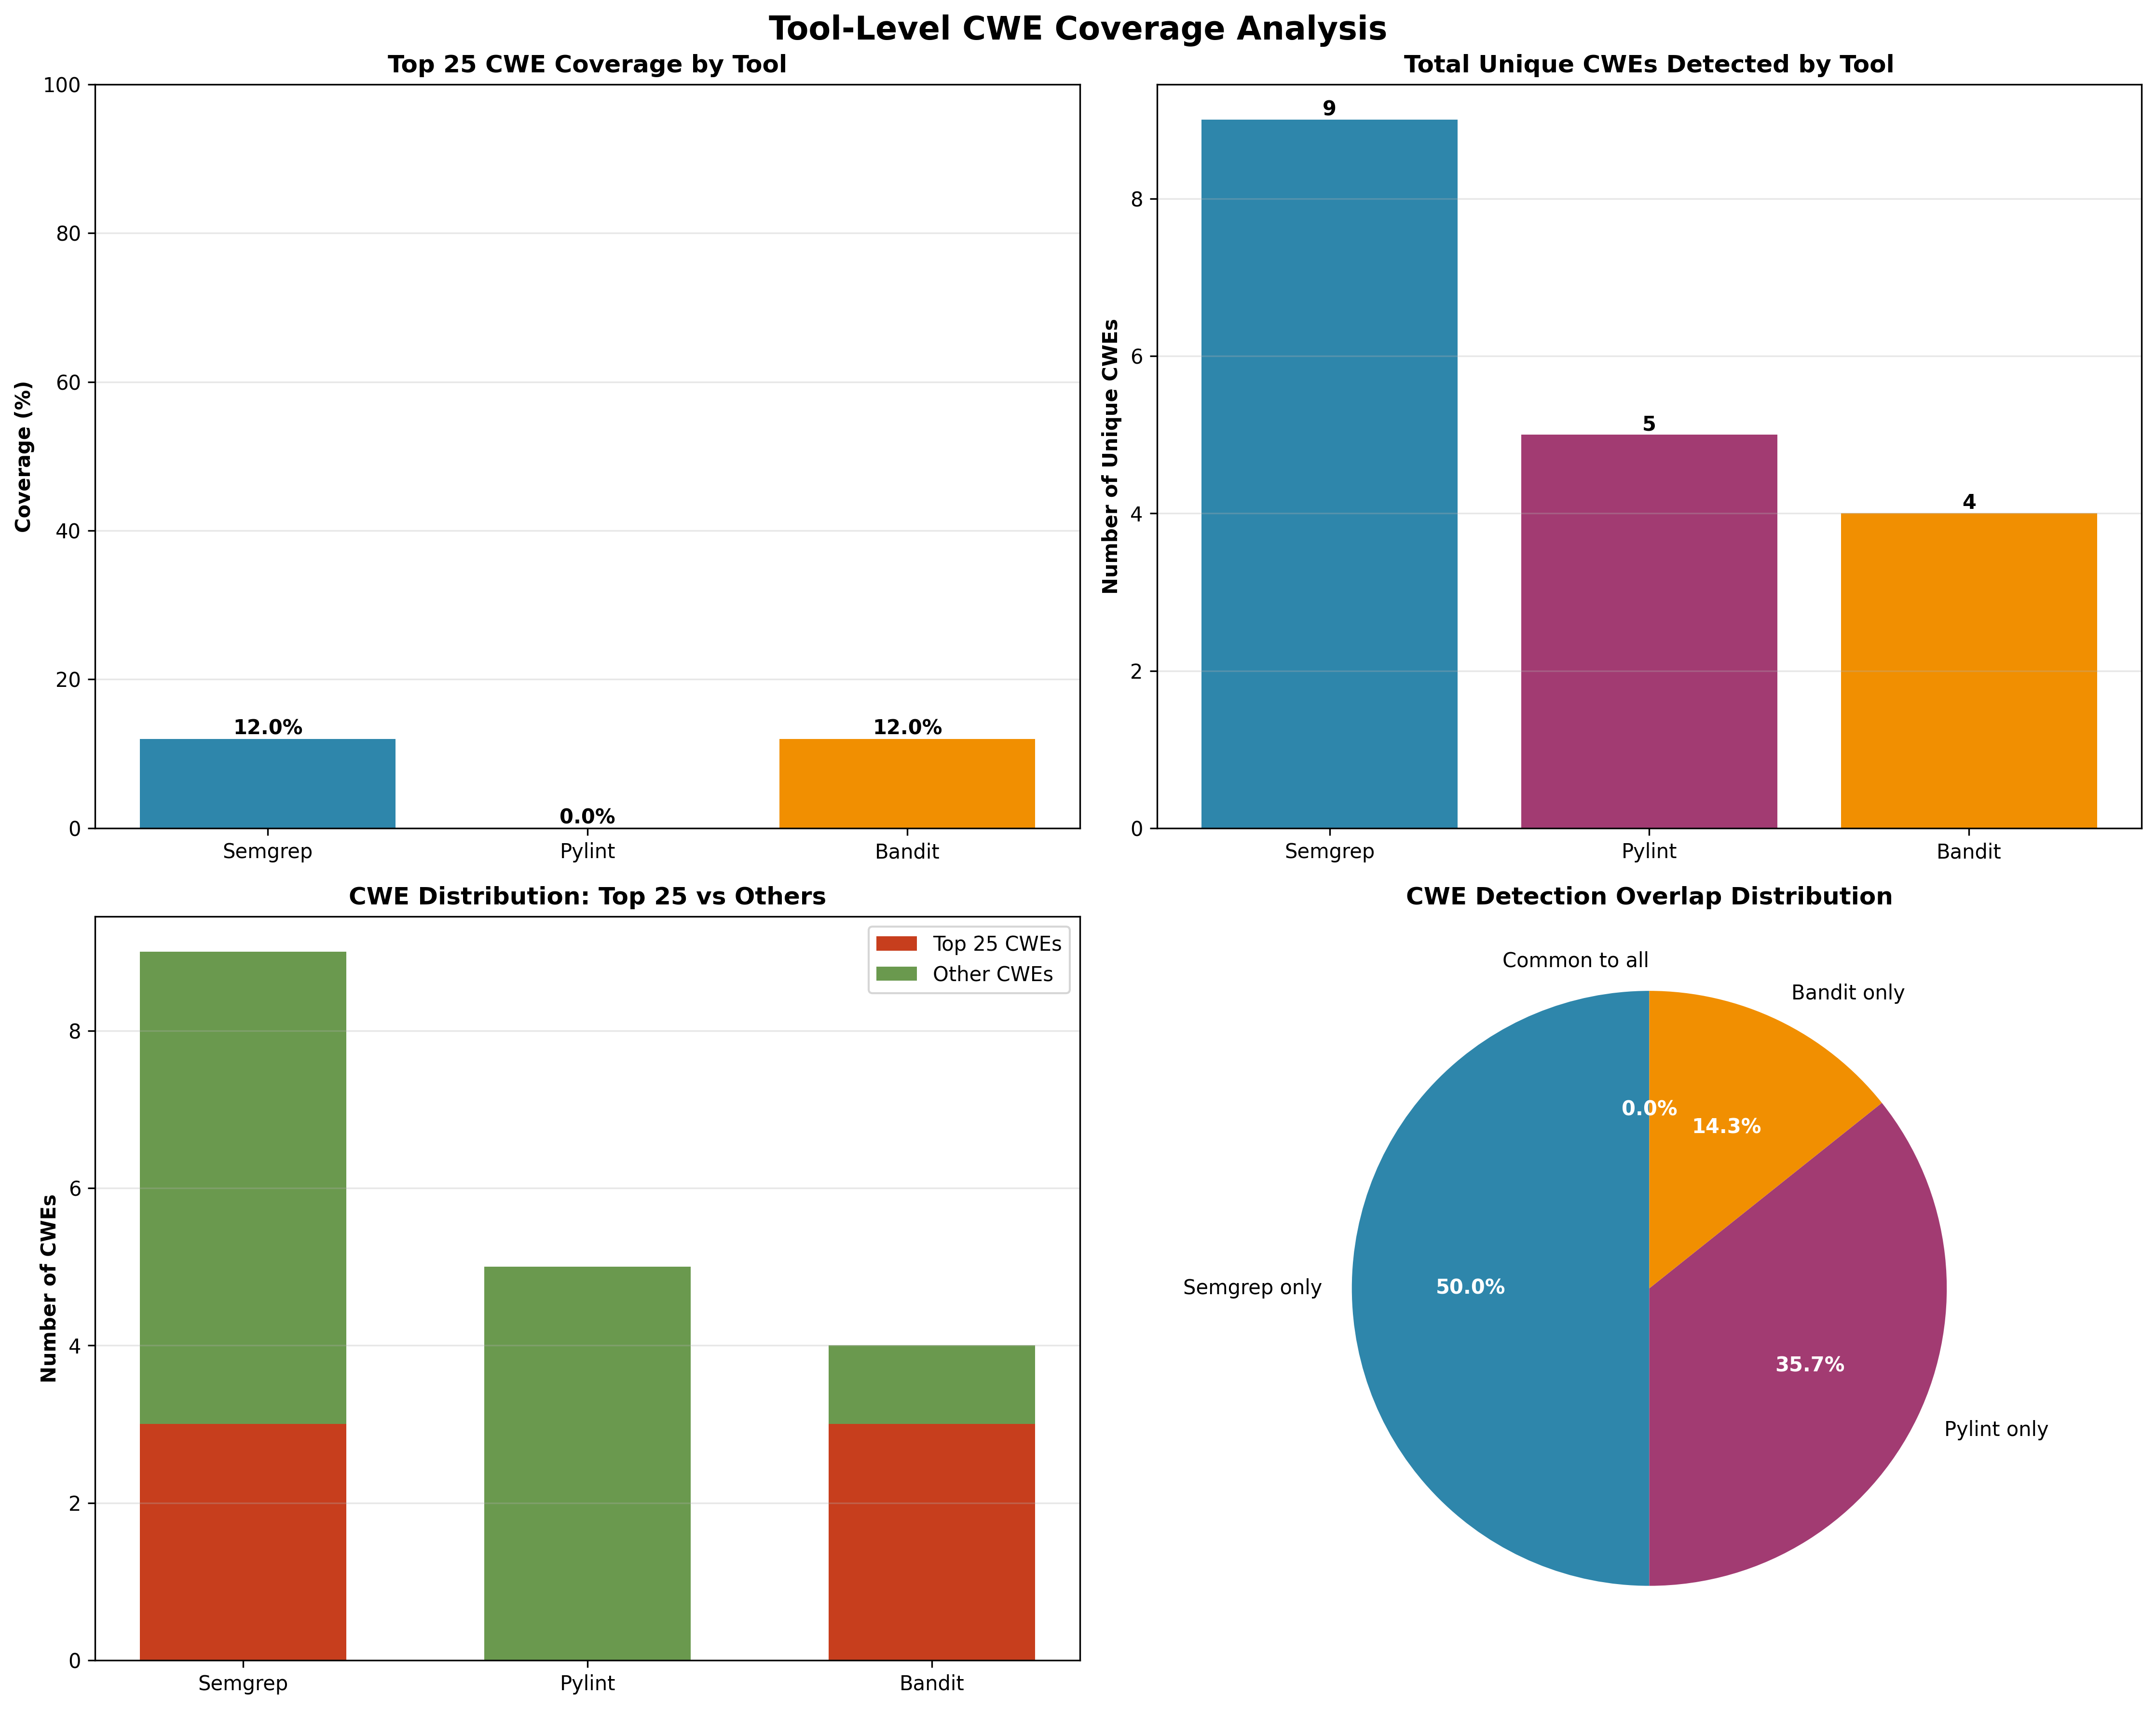 Tool-Level CWE Coverage Analysis
Top 25 CWE Coverage by Tool
Coverage (%)
100
80
60
40
20
0
12.0%
0.0%
12.0%
Semgrep
Pylint
Bandit
Total Unique CWEs Detected by Tool
Number of Unique CWEs
8
6
4
2
0
9
5
4
Semgrep
Pylint
Bandit
CWE Distribution: Top 25 vs Others
Number of CWEs
8
6
4
2
0
Top 25 CWEs
Other CWEs
Semgrep
Pylint
Bandit
CWE Detection Overlap Distribution
Common to all
Bandit only
0.0%
14.3%
Semgrep only
50.0%
35.7%
Pylint only